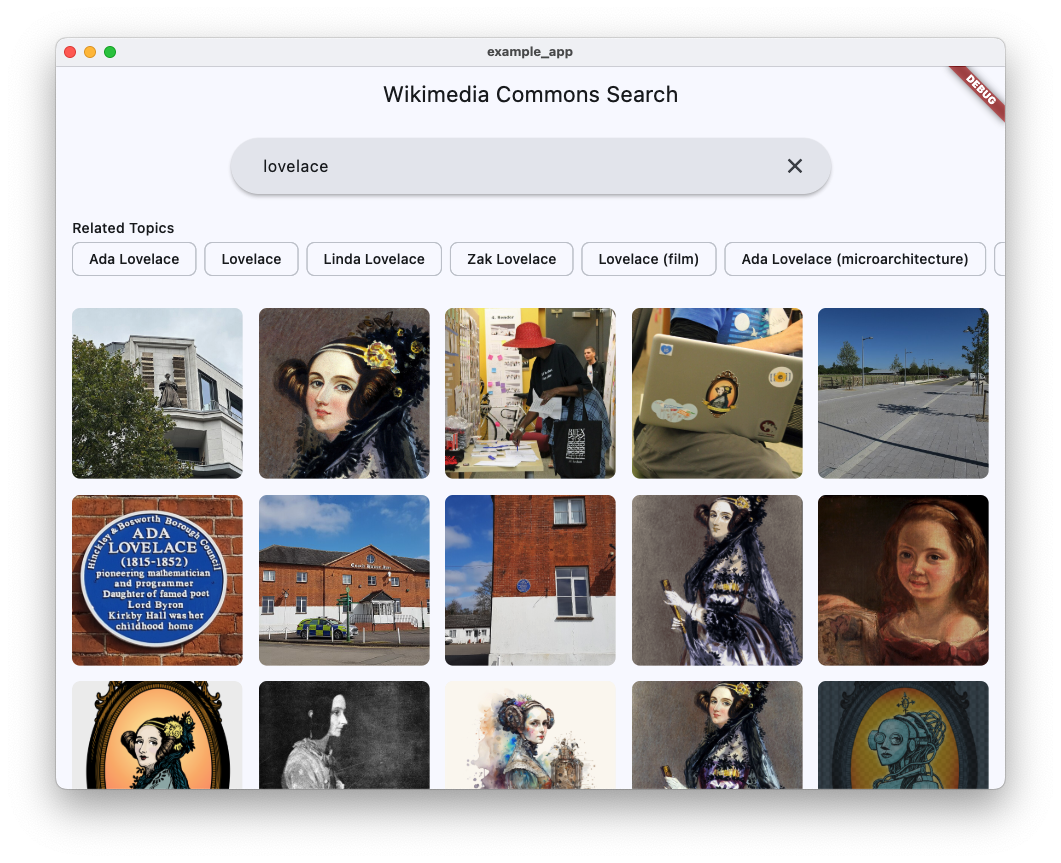 example_app
DEBUG
Wikimedia Commons Search
lovelace
Related Topics
Ada Lovelace
Lovelace
Linda Lovelace
Zak Lovelace
Lovelace (film)
Ada Lovelace (microarchitecture)
Hinckley & Bosworth Borough Council
ADA
LOVELACE
(1815-1852)
pioneering mathematician
and programmer
Daughter of famed poet
Lord Byron
Kirkby Hall was her
childhood home